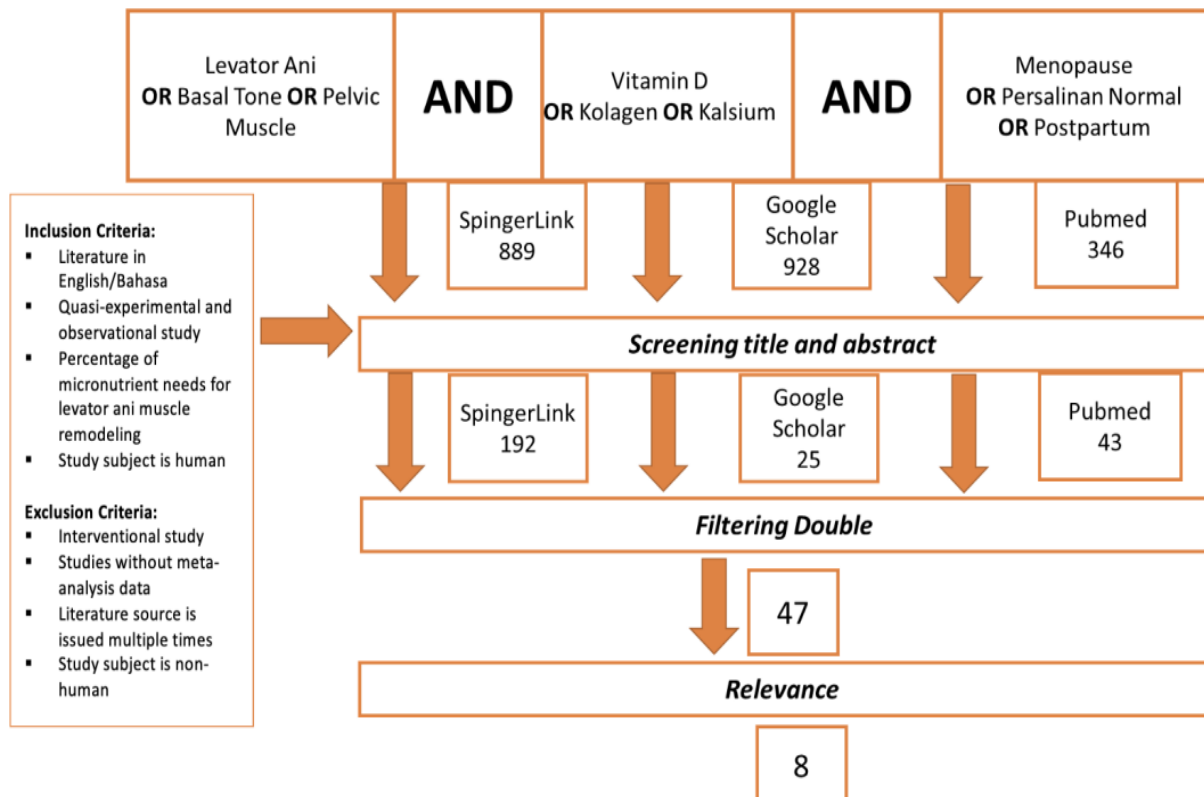 Levator Ani
OR Basal Tone OR Pelvic
Muscle
AND
Vitamin D
OR Kolagen OR Kalsium
AND
Menopause
OR Persalinan Normal
OR Postpartum
SpingerLink
889
Google
Scholar
928
Pubmed
346
Inclusion Criteria:
▪ Literature in
English/Bahasa
▪ Quasi-experimental and
observational study
▪ Percentage of
micronutrient needs for
levator ani muscle
remodeling
▪ Study subject is human
Exclusion Criteria:
▪ Interventional study
▪ Studies without meta-
analysis data
▪ Literature source is
issued multiple times
▪ Study subject is non-
human
Screening title and abstract
SpingerLink
192
Google
Scholar
25
Pubmed
43
Filtering Double
47
Relevance
8